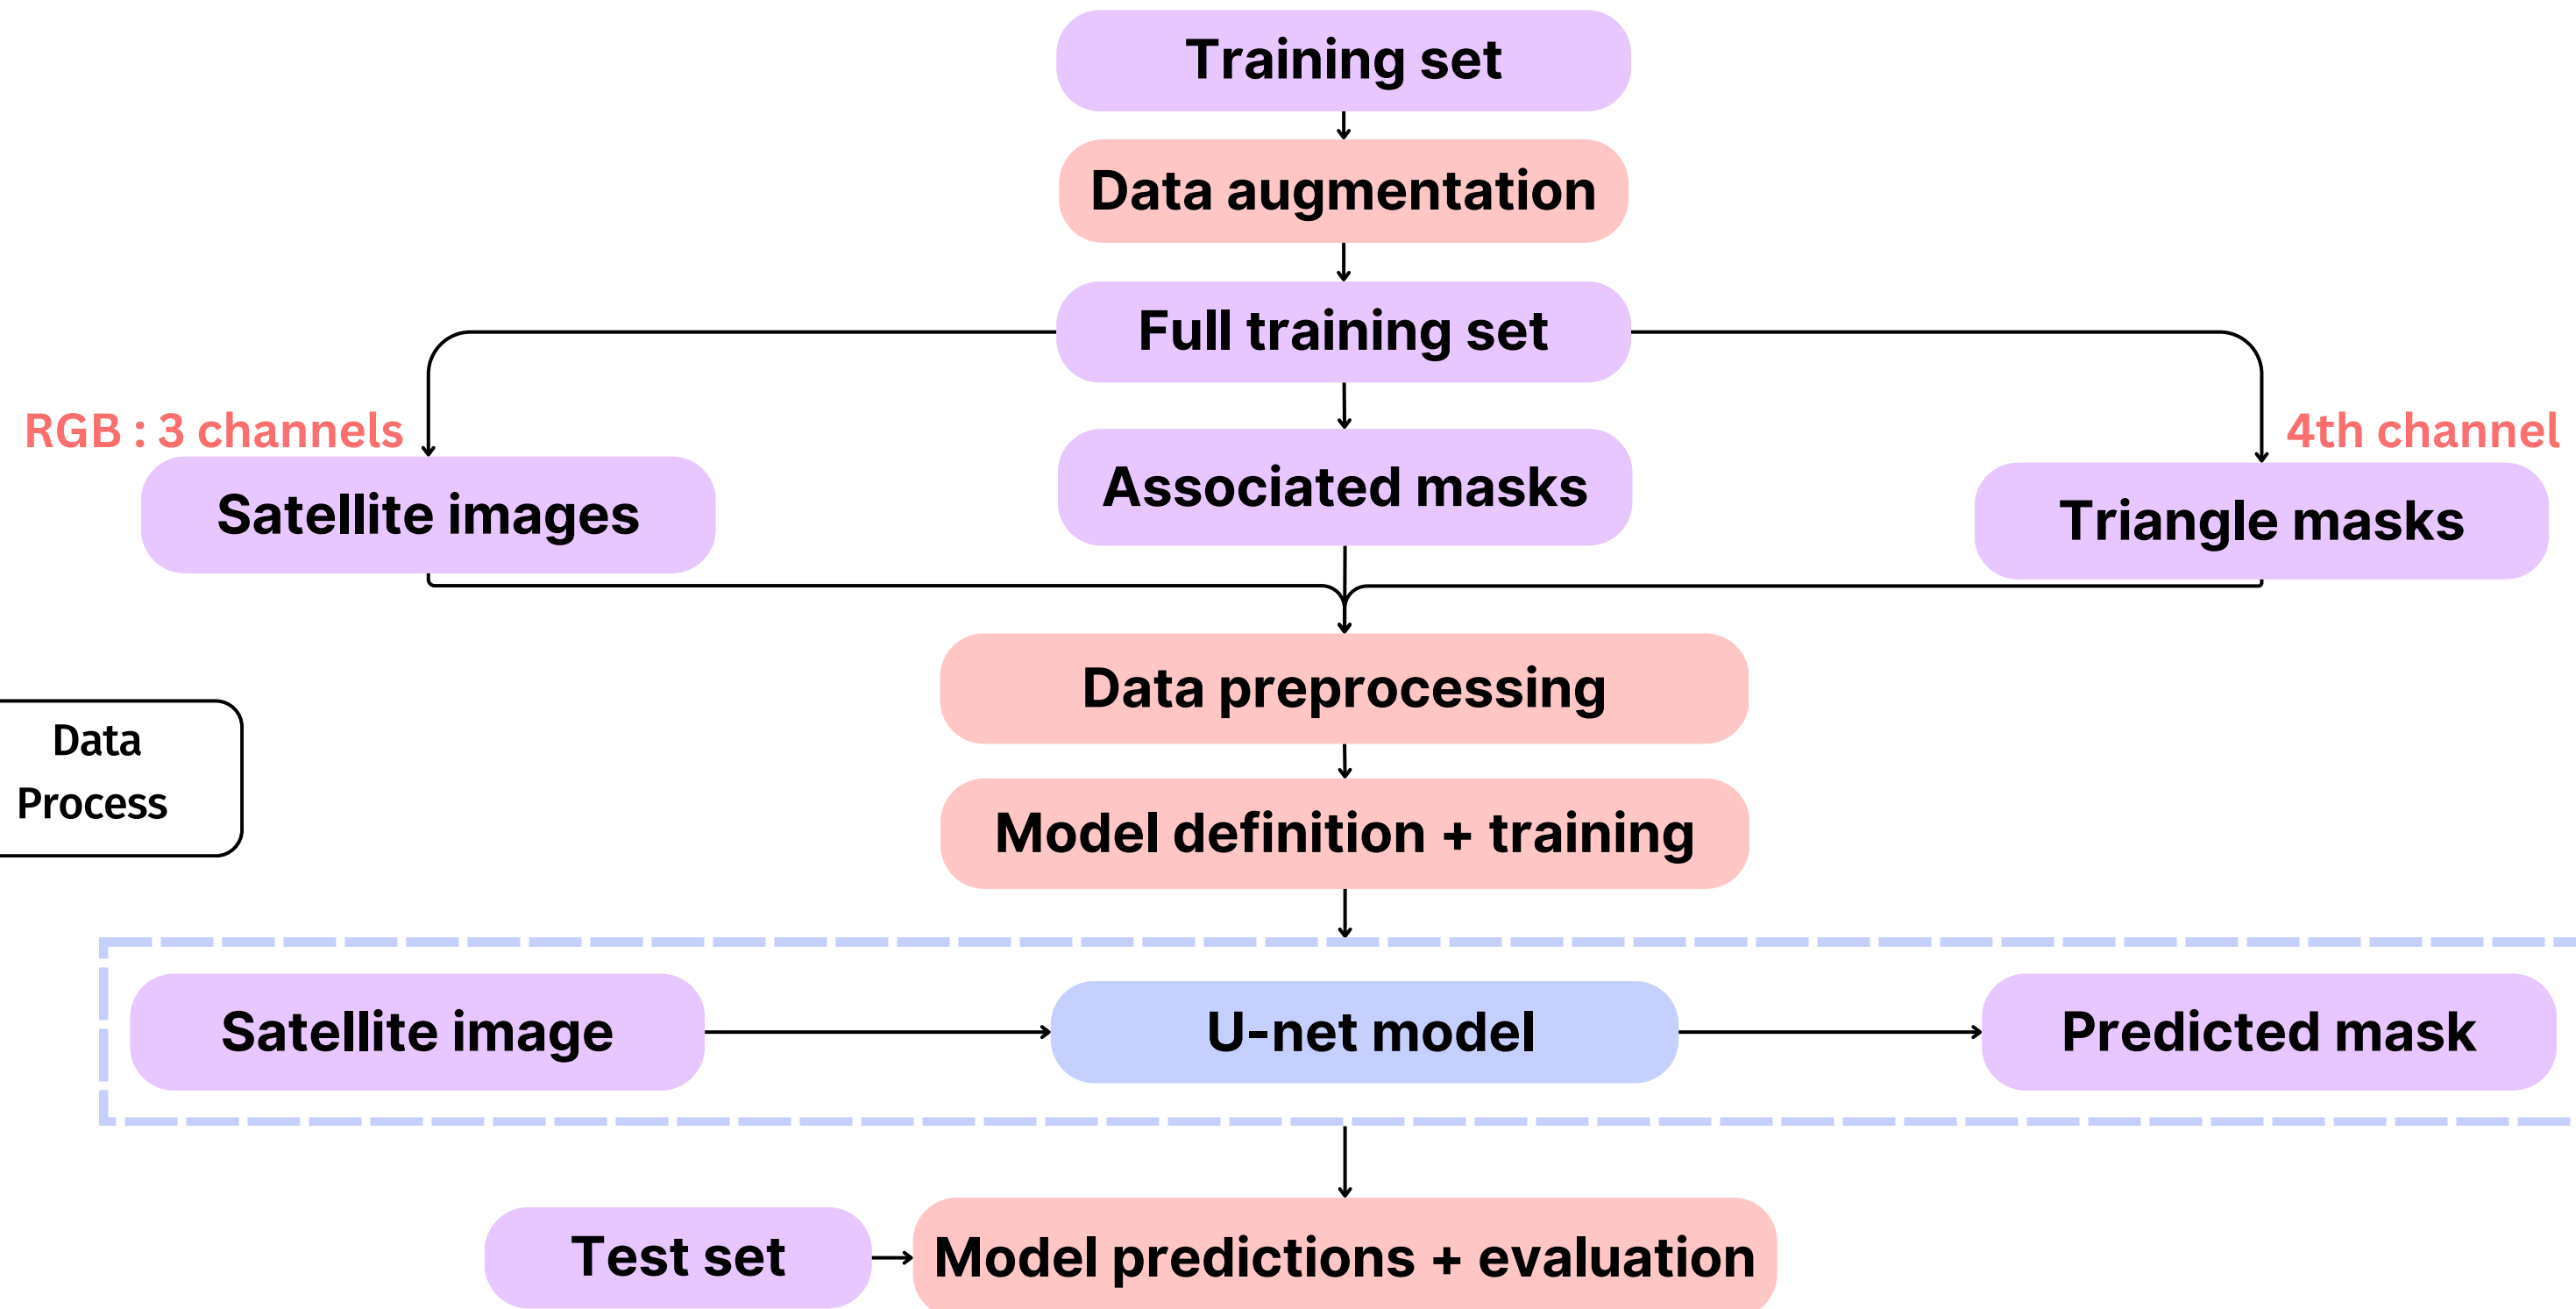 Training set
Data augmentation
Full training set
RGB : 3 channels
4th channel
Satellite images
Associated masks
Triangle masks
Data preprocessing
Data
Process
Model definition + training
Satellite image
U-net model
Predicted mask
Test set
Model predictions + evaluation